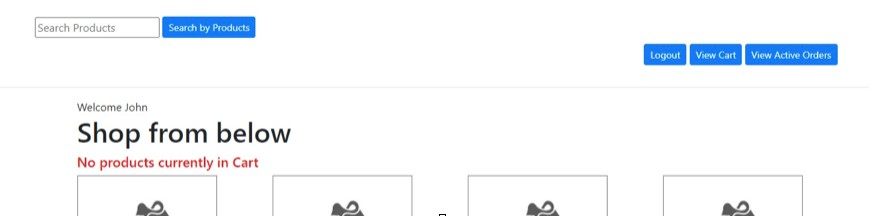 Search Products Search by Products
Logout View Cart View Active Orders
Welcome John
Shop from below
No products currently in Cart